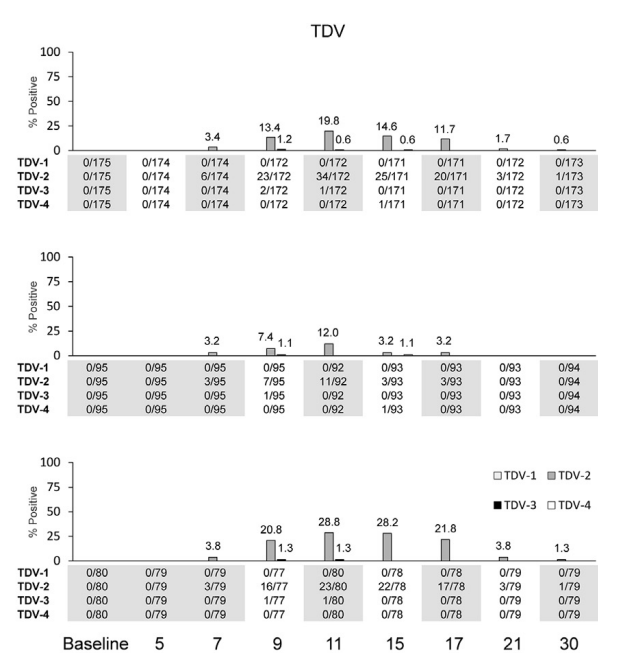 TDV
100
75
50
25
0
% Positive
3.4 13.4 1.2 19.8 0.6 14.6 0.6 11.7 1.7 0.6
TDV-1 0/175 0/174 0/174 0/172 0/172 0/171 0/171 0/172 0/173
TDV-2 0/175 0/174 6/174 23/172 34/172 25/171 20/171 3/172 1/173
TDV-3 0/175 0/174 0/174 2/172 1/172 0/171 0/171 0/172 0/173
TDV-4 0/175 0/174 0/174 0/172 0/172 1/171 0/171 0/172 0/173
100
75
50
25
0
% Positive
3.2 7.4 1.1 12.0 3.2 1.1 3.2
TDV-1 0/95 0/95 0/95 0/95 0/92 0/93 0/93 0/93 0/94
TDV-2 0/95 0/95 3/95 7/95 11/92 3/93 3/93 0/93 0/94
TDV-3 0/95 0/95 0/95 1/95 0/92 0/93 0/93 0/93 0/94
TDV-4 0/95 0/95 0/95 0/95 0/92 1/93 0/93 0/93 0/94
100
75
50
25
0
% Positive
TDV-1 TDV-2
TDV-3 TDV-4
3.8 20.8 1.3 28.8 1.3 28.2 21.8 3.8 1.3
TDV-1 0/80 0/79 0/79 0/77 0/80 0/78 0/78 0/79 0/79
TDV-2 0/80 0/79 3/79 16/77 23/80 22/78 17/78 3/79 1/79
TDV-3 0/80 0/79 0/79 1/77 1/80 0/78 0/78 0/79 0/79
TDV-4 0/80 0/79 0/79 0/77 0/80 0/78 0/78 0/79 0/79
Baseline 5 7 9 11 15 17 21 30